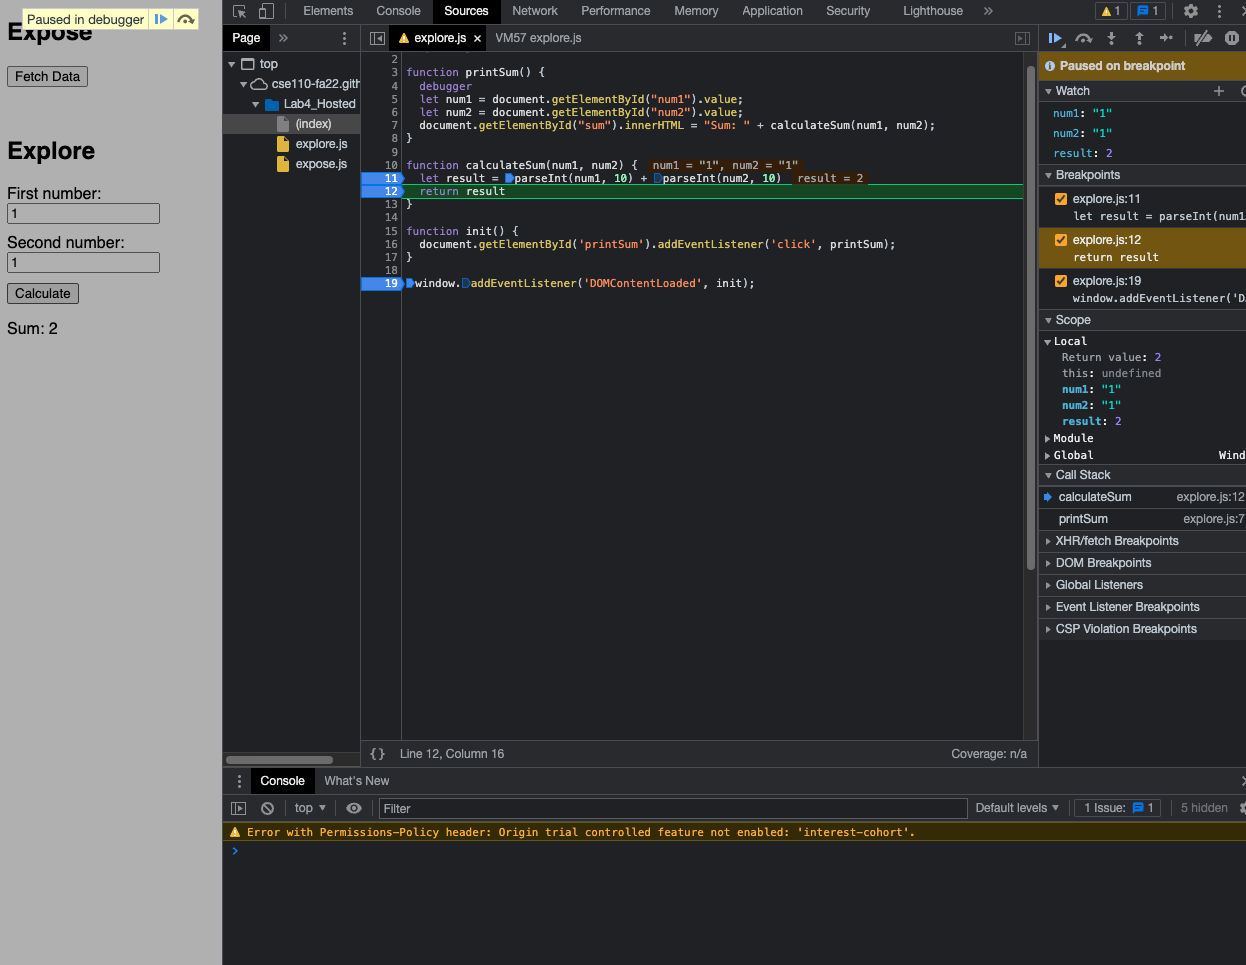 Paused in debugger
Expose
Fetch Data
Explore
First number:
1
Second number:
1
Calculate
Sum: 2
Elements
Console
Sources
Network
Performance
Memory
Application
Security
Lighthouse
»
1
1
Page
»
explore.js ×
VM57 explore.js
top
cse110-fa22.gith
Lab4_Hosted
(index)
explore.js
expose.js
2
3 function printSum() {
4 debugger
5 let num1 = document.getElementById("num1").value;
6 let num2 = document.getElementById("num2").value;
7 document.getElementById("sum").innerHTML = "Sum: " + calculateSum(num1, num2);
8 }
9
10 function calculateSum(num1, num2) { num1 = "1", num2 = "1"
11 let result = parseInt(num1, 10) + parseInt(num2, 10) result = 2
12 return result
13 }
14
15 function init() {
16 document.getElementById('printSum').addEventListener('click', printSum);
17 }
18
19 window.addEventListener('DOMContentLoaded', init);
{ } Line 12, Column 16
Coverage: n/a
Paused on breakpoint
Watch
num1: "1"
num2: "1"
result: 2
Breakpoints
explore.js:11
let result = parseInt(num1
explore.js:12
return result
explore.js:19
window.addEventListener('D
Scope
Local
Return value: 2
this: undefined
num1: "1"
num2: "1"
result: 2
Module
Global Wind
Call Stack
calculateSum explore.js:12
printSum explore.js:7
XHR/fetch Breakpoints
DOM Breakpoints
Global Listeners
Event Listener Breakpoints
CSP Violation Breakpoints
Console
What's New
top
Filter
Default levels
1 Issue: 1
5 hidden
Error with Permissions-Policy header: Origin trial controlled feature not enabled: 'interest-cohort'.
>